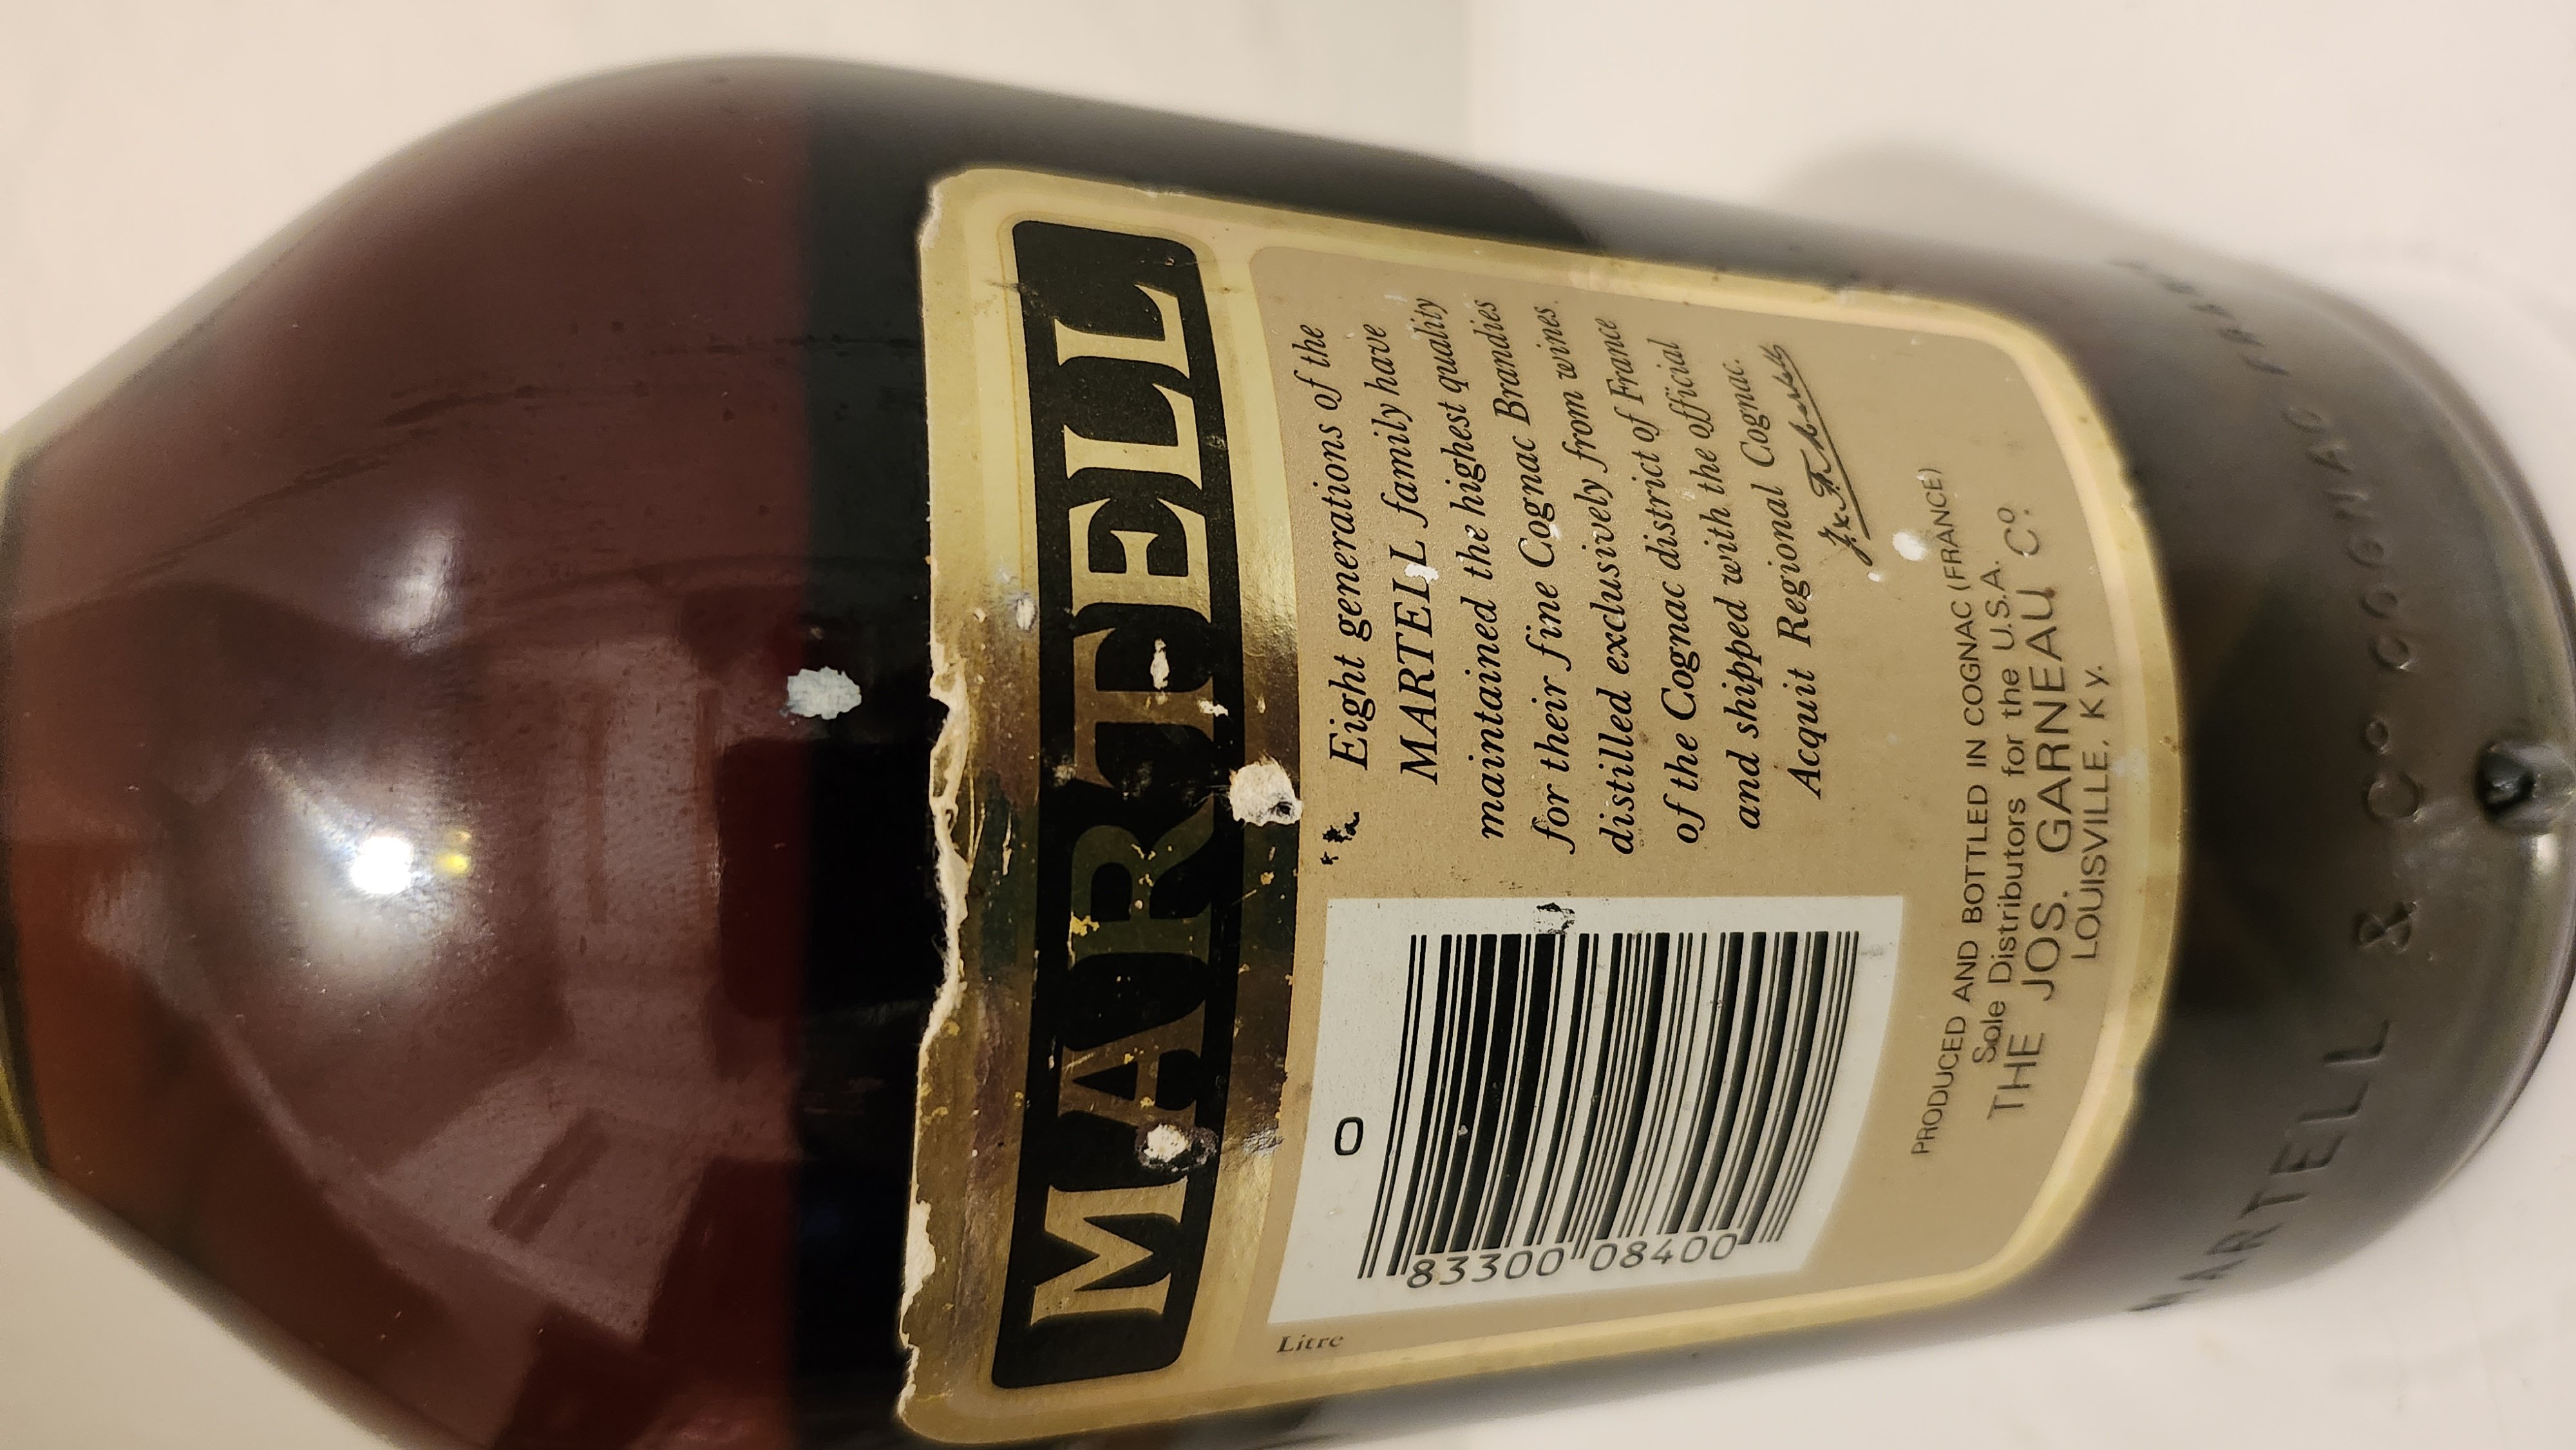 MARTELL
Eight generations of the
MARTELL family have
maintained the highest quality
for their fine Cognac Brandies
distilled exclusively from wines
of the Cognac district of France
and shipped with the official
Acquit Regional Cognac.
Litre
0
83300 08400
PRODUCED AND BOTTLED IN COGNAC (FRANCE)
Sole Distributors for the U.S.A.
THE JOS. GARNEAU Cº.
LOUISVILLE, Ky.
MARTELL & Cº COGNAC FRANCE